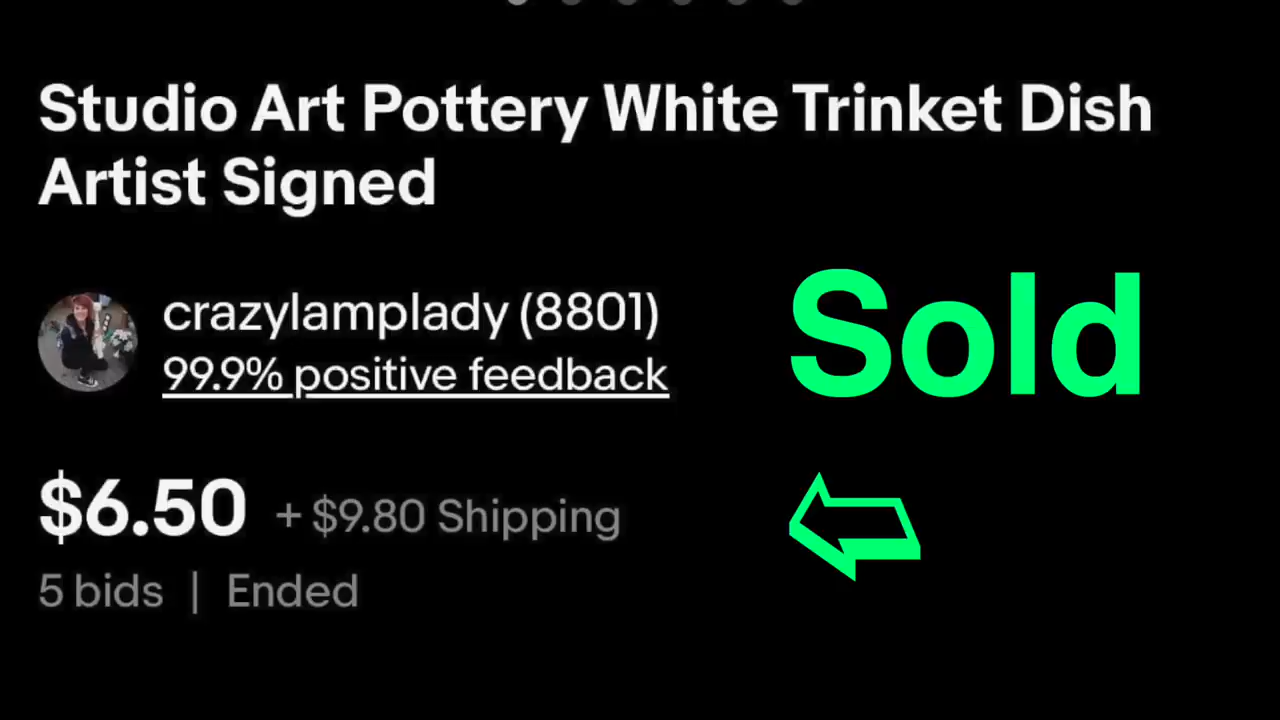 Studio Art Pottery White Trinket Dish
Artist Signed
crazylamplady (8801)
99.9% positive feedback
Sold
$6.50 + $9.80 Shipping
5 bids | Ended